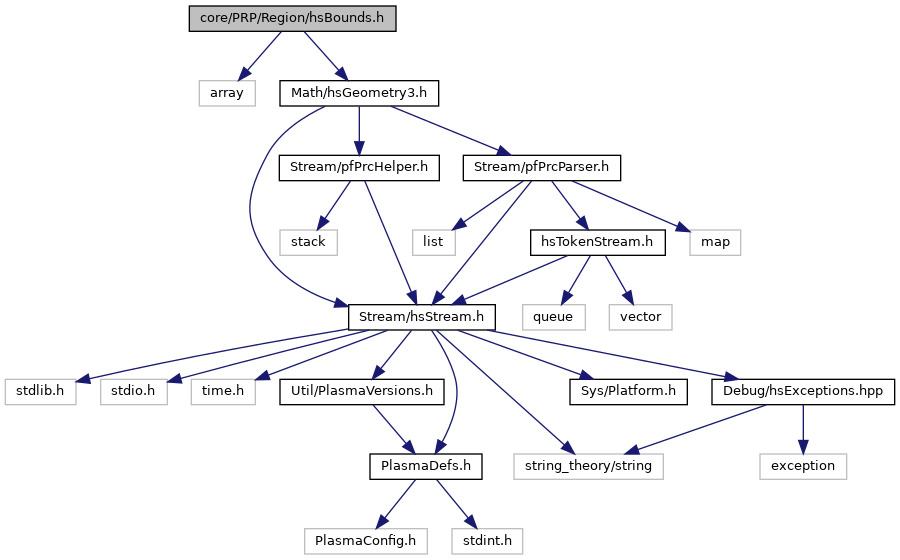 core/PRP/Region/hsBounds.h
array
Math/hsGeometry3.h
Stream/pfPrcHelper.h
Stream/pfPrcParser.h
stack
list
hsTokenStream.h
map
Stream/hsStream.h
queue
vector
stdlib.h
stdio.h
time.h
Util/PlasmaVersions.h
Sys/Platform.h
Debug/hsExceptions.hpp
PlasmaDefs.h
string_theory/string
exception
PlasmaConfig.h
stdint.h